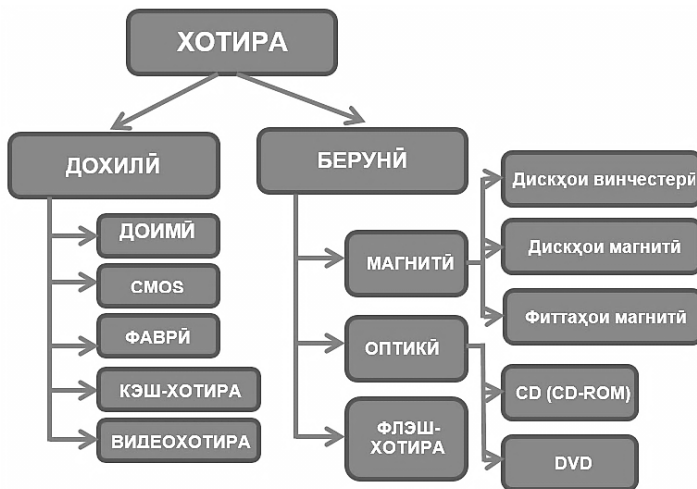 ХОТИРА
ДОХИЛӢ
ДОИМӢ
CMOS
ФАВРӢ
КЭШ-ХОТИРА
ВИДЕОХОТИРА
БЕРУНӢ
МАГНИТӢ
Дискҳои винчестерӣ
Дискҳои магнитӣ
Фиттаҳои магнитӣ
ОПТИКӢ
CD (CD-ROM)
DVD
ФЛЭШ-
ХОТИРА